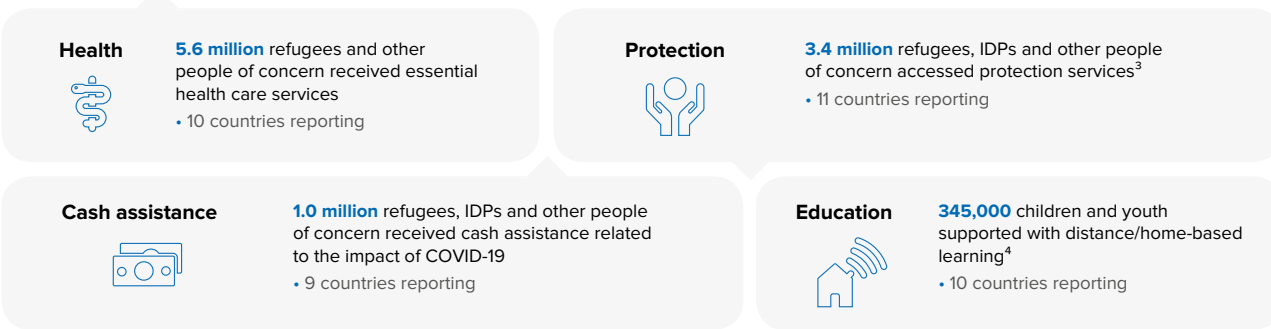 Health
5.6 million refugees and other
people of concern received essential
health care services
• 10 countries reporting
Protection
3.4 million refugees, IDPs and other people
of concern accessed protection services³
• 11 countries reporting
Cash assistance
1.0 million refugees, IDPs and other people
of concern received cash assistance related
to the impact of COVID-19
• 9 countries reporting
Education
345,000 children and youth
supported with distance/home-based
learning⁴
• 10 countries reporting